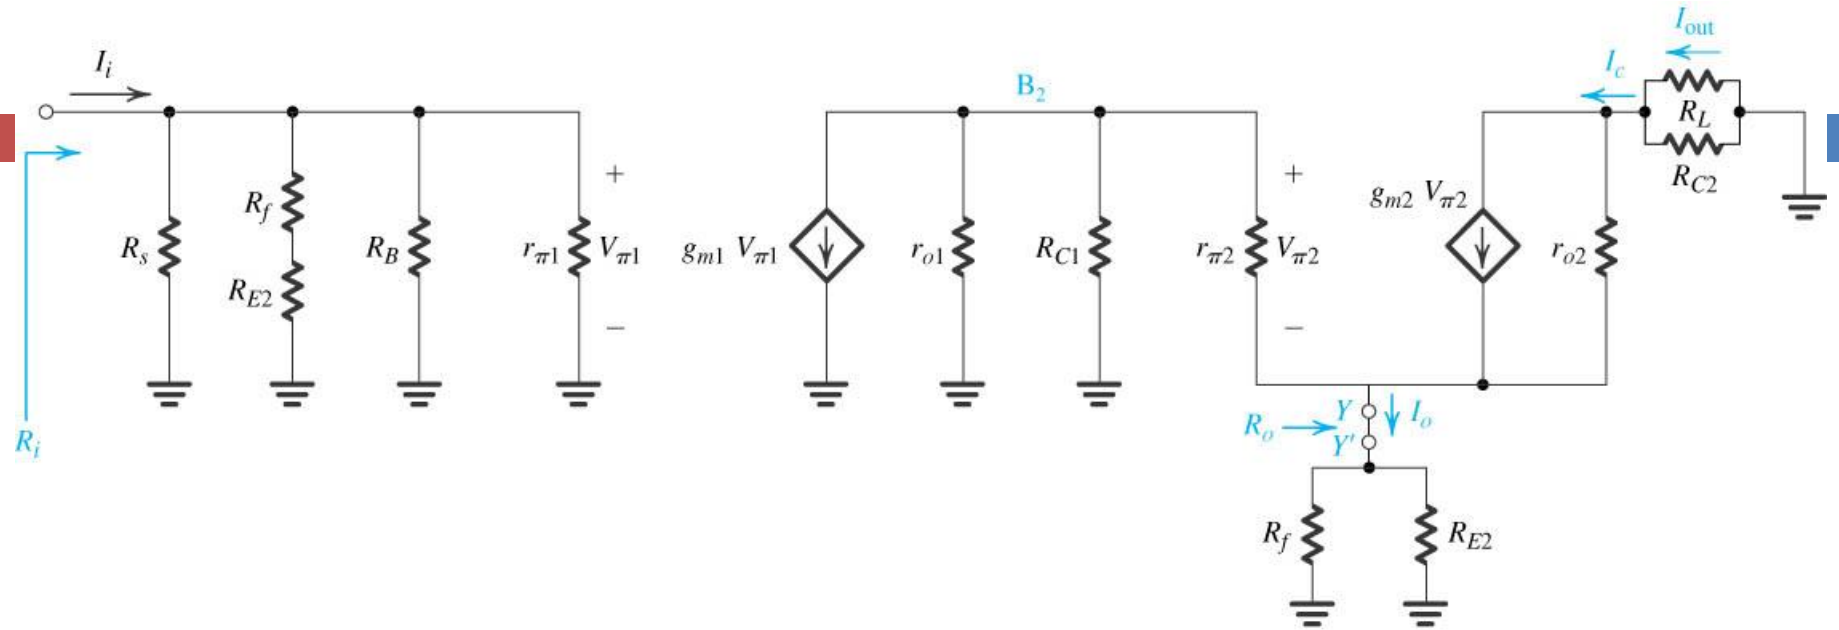 I_out
I_i
I_c
B_2
R_L
R_C2
+
+
g_m2 V_π2
R_f
R_s
R_B
r_π1
V_π1
g_m1 V_π1
r_o1
R_C1
r_π2
V_π2
r_o2
R_E2
−
−
R_i
R_o
Y
I_o
Y'
R_f
R_E2